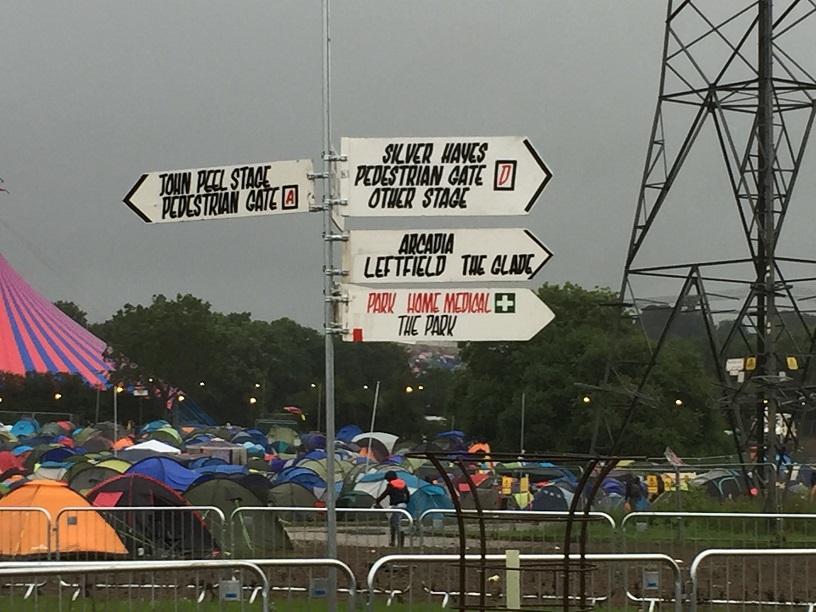 JOHN PEEL STAGE
PEDESTRIAN GATE A
SILVER HAYES
PEDESTRIAN GATE D
OTHER STAGE
ARCADIA
LEFTFIELD THE GLADE
PARK HOME MEDICAL
THE PARK